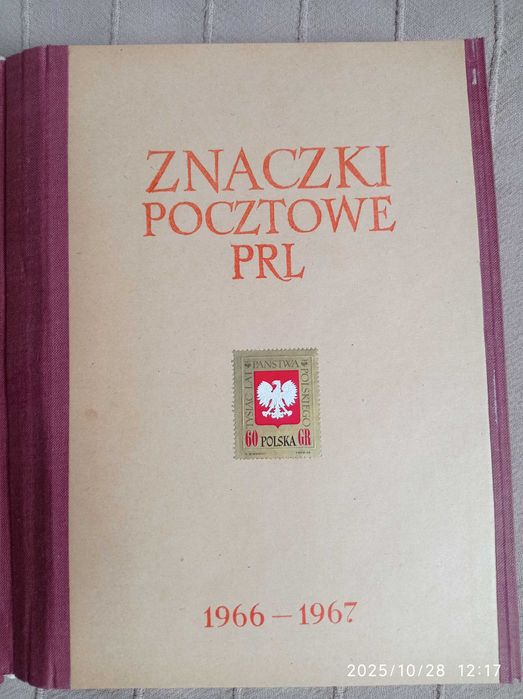 ZNACZKI
POCZTOWE
PRL
TYSIĄC LAT PAŃSTWA POLSKIEGO
60 POLSKA GR
1966 – 1967
2025/10/28 12:17